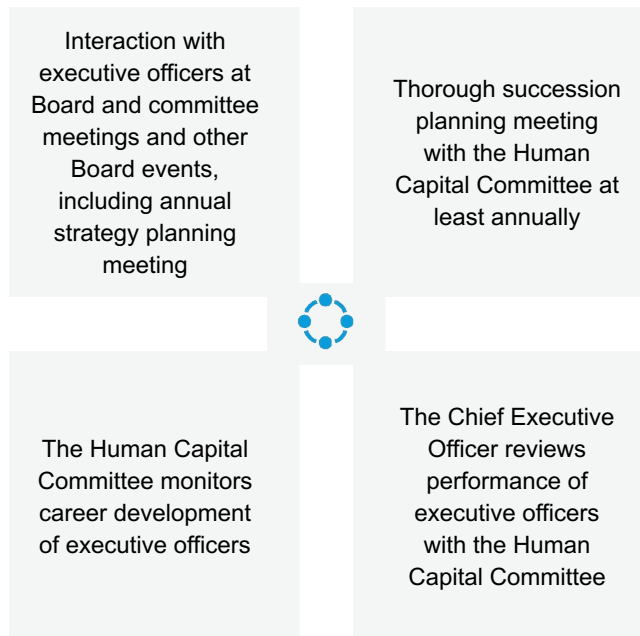 Interaction with
executive officers at
Board and committee
meetings and other
Board events,
including annual
strategy planning
meeting
Thorough succession
planning meeting
with the Human
Capital Committee at
least annually
The Human Capital
Committee monitors
career development
of executive officers
The Chief Executive
Officer reviews
performance of
executive officers
with the Human
Capital Committee